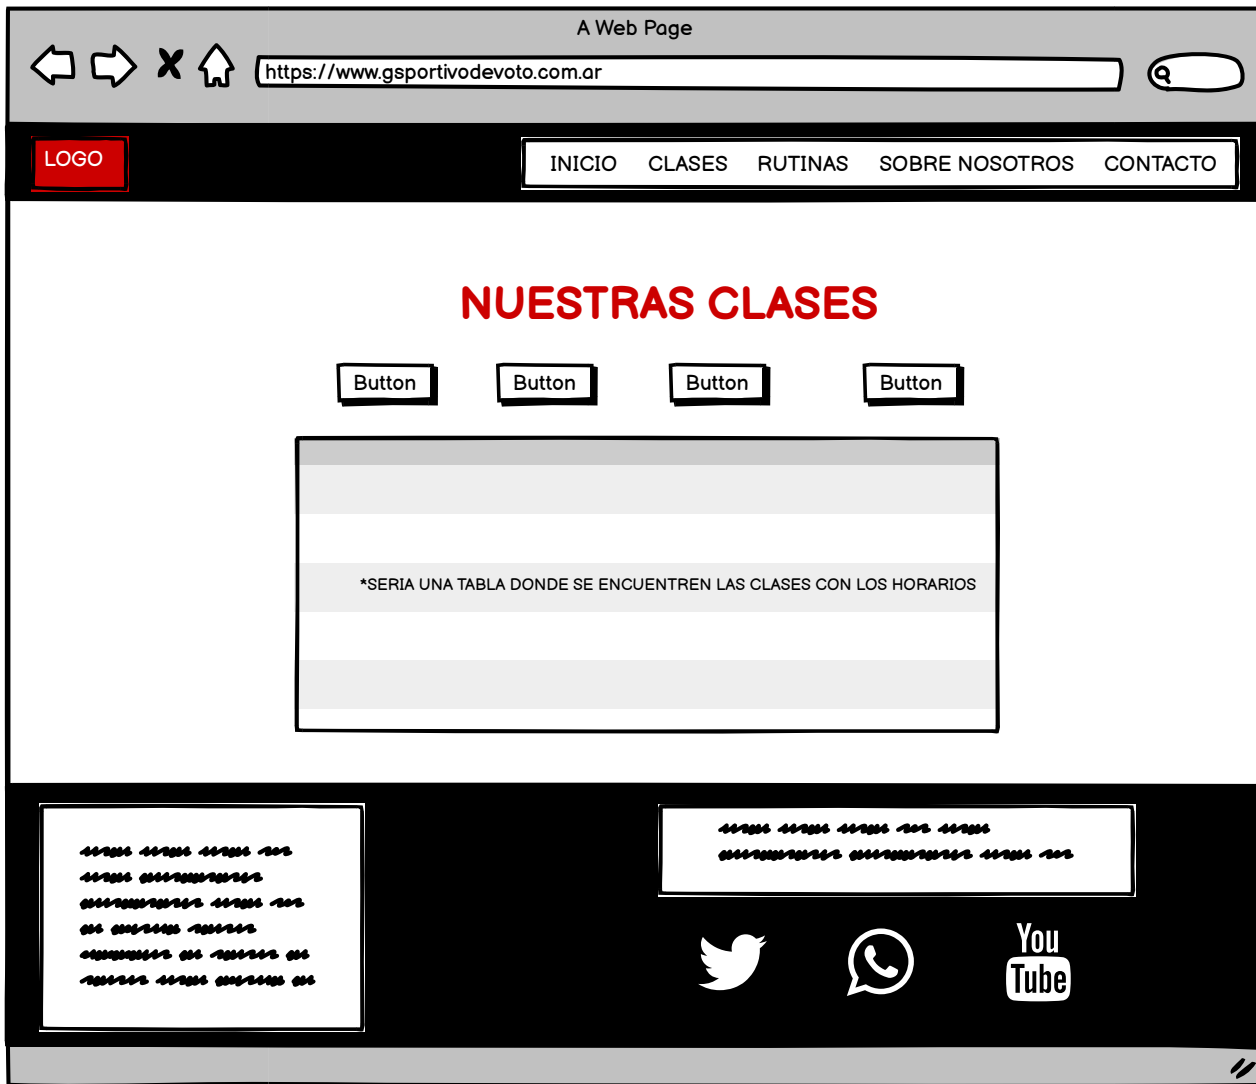 A Web Page
https://www.gsportivodevoto.com.ar
LOGO
INICIO CLASES RUTINAS SOBRE NOSOTROS CONTACTO
NUESTRAS CLASES
Button Button Button Button
*SERIA UNA TABLA DONDE SE ENCUENTREN LAS CLASES CON LOS HORARIOS
You
Tube